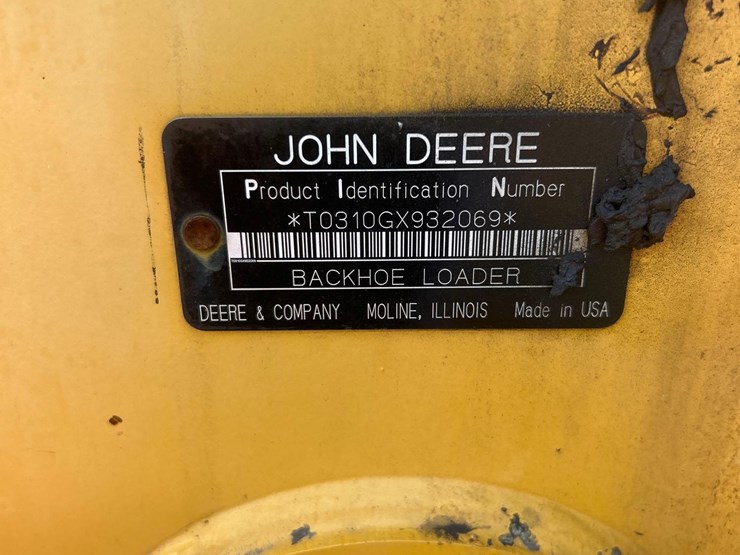 JOHN DEERE
Product Identification Number
*T0310GX932069*
BACKHOE LOADER
DEERE & COMPANY MOLINE, ILLINOIS Made in USA